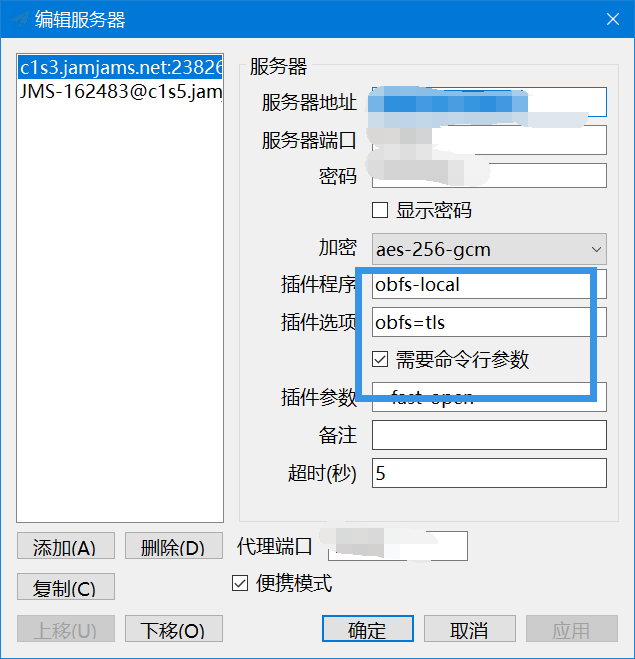 编辑服务器
c1s3.jamjams.net:23826
JMS-162483@c1s5.jam
服务器
服务器地址
服务器端口
密码
显示密码
加密 aes-256-gcm
插件程序 obfs-local
插件选项 obfs=tls
需要命令行参数
插件参数 --fast-open
备注
超时(秒) 5
添加(A) 删除(D) 代理端口
复制(C) 便携模式
上移(U) 下移(O) 确定 取消 应用